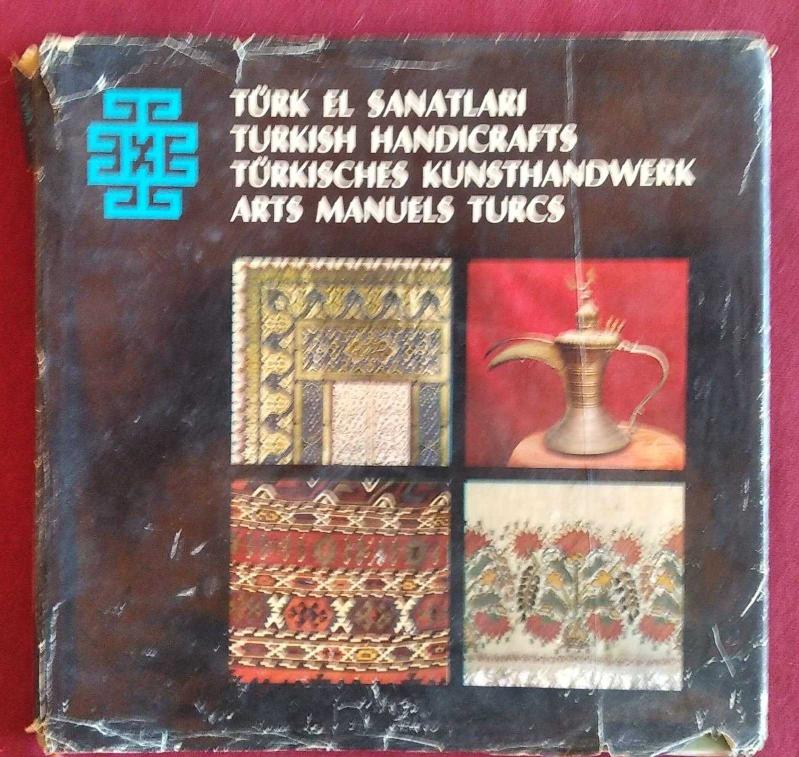 TÜRK EL SANATLARI
TURKISH HANDICRAFTS
TÜRKISCHES KUNSTHANDWERK
ARTS MANUELS TURCS